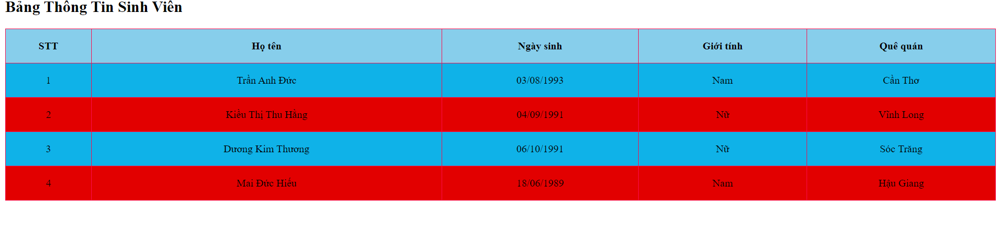 Bảng Thông Tin Sinh Viên
STT Họ tên Ngày sinh Giới tính Quê quán
1 Trần Anh Đức 03/08/1993 Nam Cần Thơ
2 Kiều Thị Thu Hằng 04/09/1991 Nữ Vĩnh Long
3 Dương Kim Thương 06/10/1991 Nữ Sóc Trăng
4 Mai Đức Hiếu 18/06/1989 Nam Hậu Giang